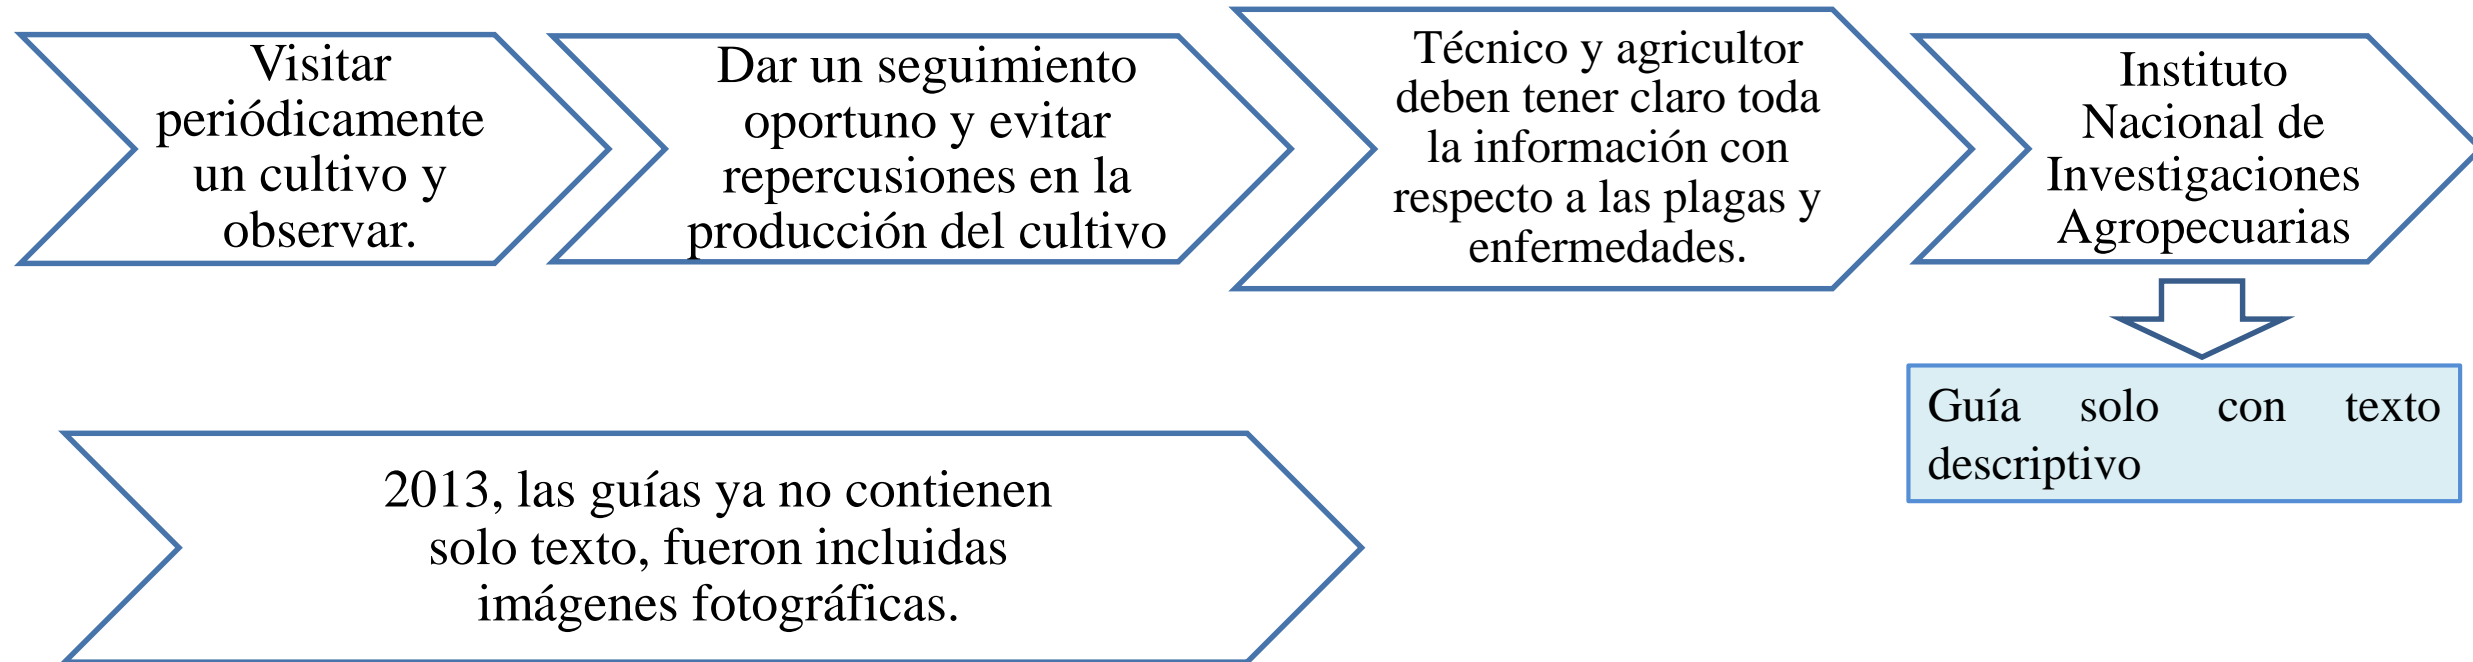 Visitar
periódicamente
un cultivo y
observar.
Dar un seguimiento
oportuno y evitar
repercusiones en la
producción del cultivo
Técnico y agricultor
deben tener claro toda
la información con
respecto a las plagas y
enfermedades.
Instituto
Nacional de
Investigaciones
Agropecuarias
Guía solo con texto
descriptivo
2013, las guías ya no contienen
solo texto, fueron incluidas
imágenes fotográficas.